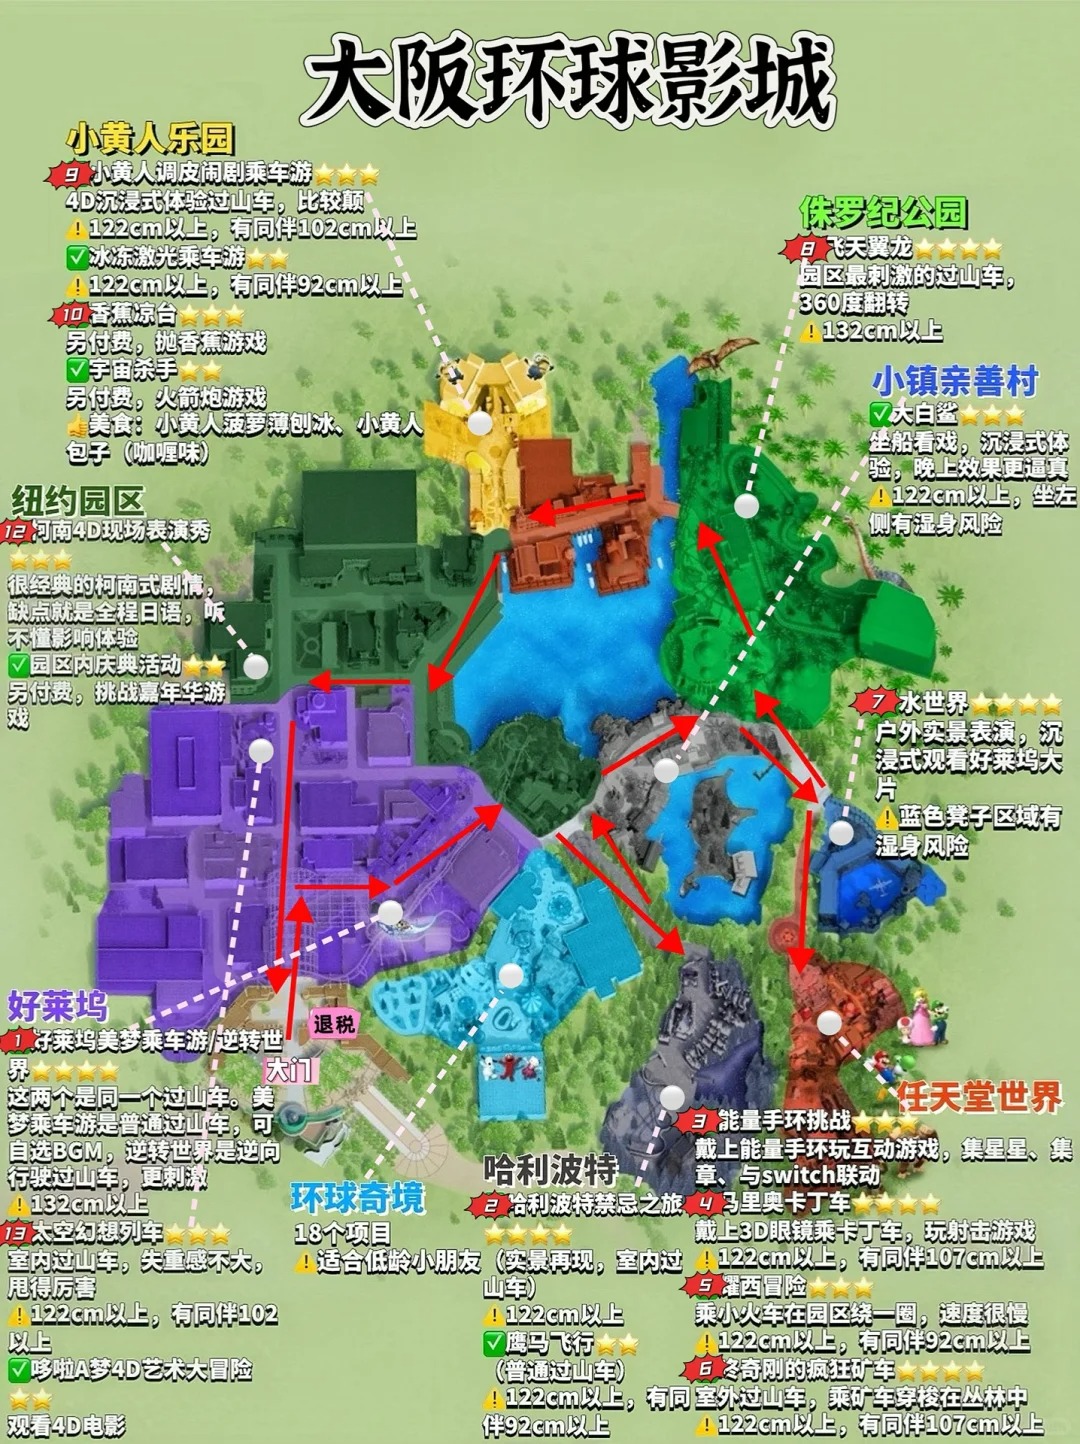 大阪环球影城
小黄人乐园
9 小黄人调皮闹剧乘车游
4D沉浸式体验过山车，比较颠
122cm以上，有同伴102cm以上
冰冻激光乘车游
122cm以上，有同伴92cm以上
10 香蕉凉台
另付费，抛香蕉游戏
宇宙杀手
另付费，火箭炮游戏
美食：小黄人菠萝薄刨冰、小黄人
包子（咖喱味）
侏罗纪公园
8 飞天翼龙
园区最刺激的过山车，
360度翻转
132cm以上
小镇亲善村
大白鲨
坐船看戏，沉浸式体
验，晚上效果更逼真
122cm以上，坐左
侧有湿身风险
纽约园区
12 柯南4D现场表演秀
很经典的柯南式剧情，
缺点就是全程日语，听
不懂影响体验
园区内庆典活动
另付费，挑战嘉年华游
戏
7 水世界
户外实景表演，沉
浸式观看好莱坞大
片
蓝色凳子区域有
湿身风险
退税
大门
好莱坞
1 好莱坞美梦乘车游/逆转世
界
这两个是同一个过山车。美
梦乘车游是普通过山车，可
自选BGM，逆转世界是逆向
行驶过山车，更刺激
132cm以上
13 太空幻想列车
室内过山车，失重感不大，
甩得厉害
122cm以上，有同伴102
以上
哆啦A梦4D艺术大冒险
观看4D电影
环球奇境
18个项目
适合低龄小朋友
哈利波特
2 哈利波特禁忌之旅
（实景再现，室内过
山车）
122cm以上
鹰马飞行
（普通过山车）
122cm以上，有同
伴92cm以上
任天堂世界
3 能量手环挑战
戴上能量手环玩互动游戏，集星星、集
章、与switch联动
4 马里奥卡丁车
戴上3D眼镜乘卡丁车，玩射击游戏
122cm以上，有同伴107cm以上
5 耀西冒险
乘小火车在园区绕一圈，速度很慢
122cm以上，有同伴92cm以上
6 咚奇刚的疯狂矿车
室外过山车，乘矿车穿梭在丛林中
122cm以上，有同伴107cm以上